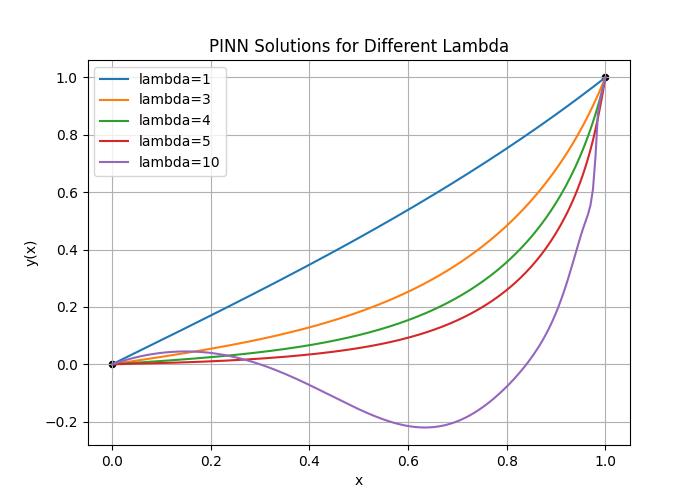 PINN Solutions for Different Lambda
1.0
0.8
0.6
0.4
0.2
0.0
−0.2
y(x)
lambda=1
lambda=3
lambda=4
lambda=5
lambda=10
0.0 0.2 0.4 0.6 0.8 1.0
x